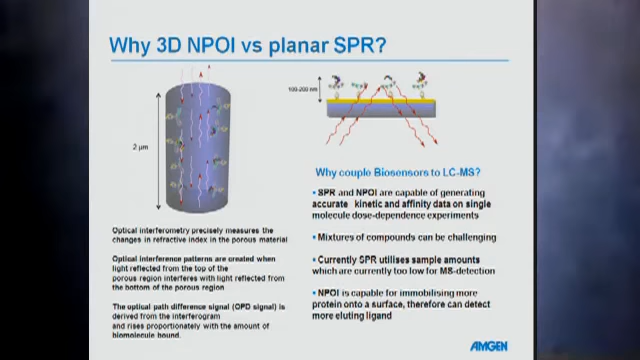 Why 3D NPOI vs planar SPR?
100-200 nm
2 µm
Why couple Biosensors to LC-MS?
▪ SPR and NPOI are capable of generating
accurate kinetic and affinity data on single
molecule dose-dependence experiments
▪ Mixtures of compounds can be challenging
▪ Currently SPR utilises sample amounts
which are currently too low for MS-detection
▪ NPOI is capable for immobilising more
protein onto a surface, therefore can detect
more eluting ligand
Optical interferometry precisely measures the
changes in refractive index in the porous material
Optical interference patterns are created when
light reflected from the top of the
porous region interferes with light reflected from
the bottom of the porous region
The optical path difference signal (OPD signal) is
derived from the interferogram
and rises proportionately with the amount of
biomolecule bound.
AMGEN